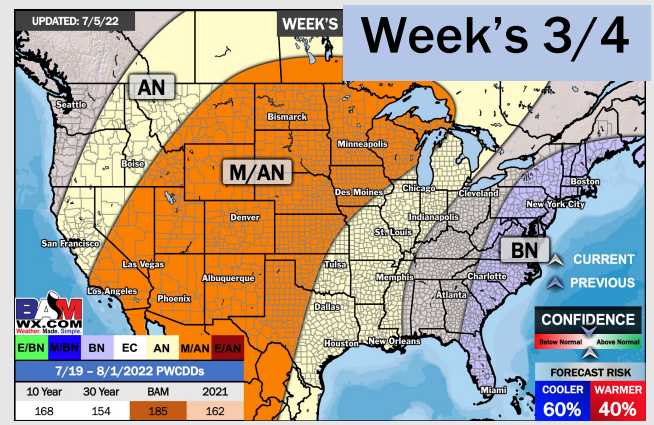 UPDATED: 7/5/22
WEEK'S
Week's 3/4
Seattle
AN
Bismarck
Minneapolis
Boise
M/AN
Des Moines
Chicago
Cleveland
Boston
New York City
Denver
Indianapolis
St. Louis
San Francisco
BN
CURRENT
Las Vegas
Tulsa
Memphis
Charlotte
PREVIOUS
Los Angeles
Albuquerque
Phoenix
Atlanta
Dallas
BAM
WX.COM
Weather. Made. Simple.
CONFIDENCE
Below Normal
Above Normal
Houston
New Orleans
E/BN M/BN BN EC AN M/AN E/AN
FORECAST RISK
7/19 – 8/1/2022 PWCDDs
COOLER WARMER
Miami
10 Year 30 Year BAM 2021
60% 40%
168 154 185 162